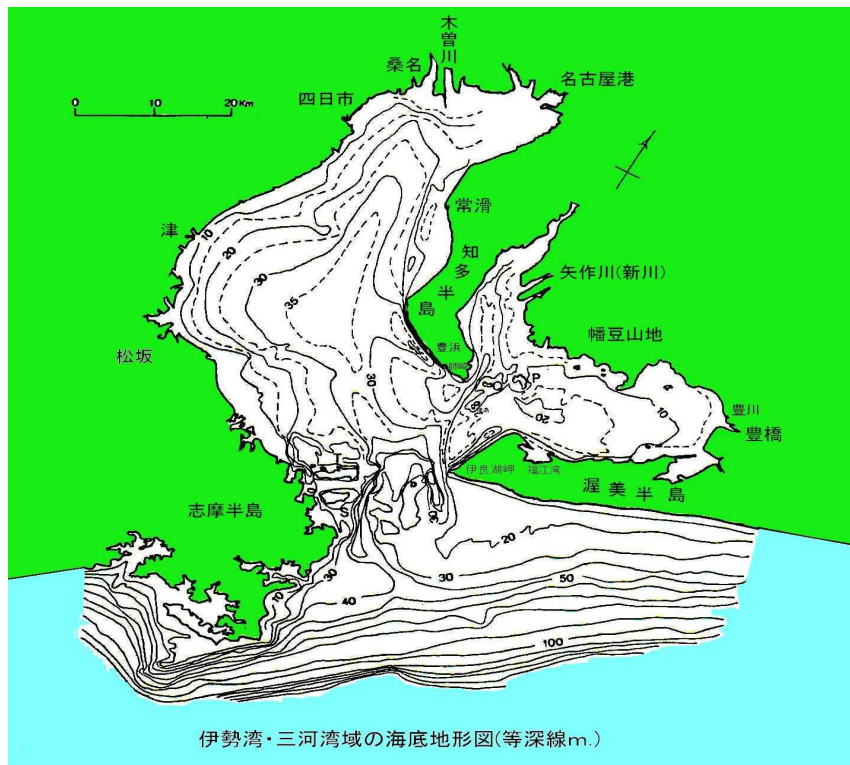 木曽川
桑名
名古屋港
四日市
0 10 20 Km
常滑
津
10
20
30
35
知多半島
矢作川(新川)
幡豆山地
豊浜
師崎
松坂
30
P
20
10
豊川
豊橋
伊良湖岬
福江湾
渥美半島
志摩半島
S
20
30
50
30
10
40
100
伊勢湾・三河湾域の海底地形図(等深線m.)